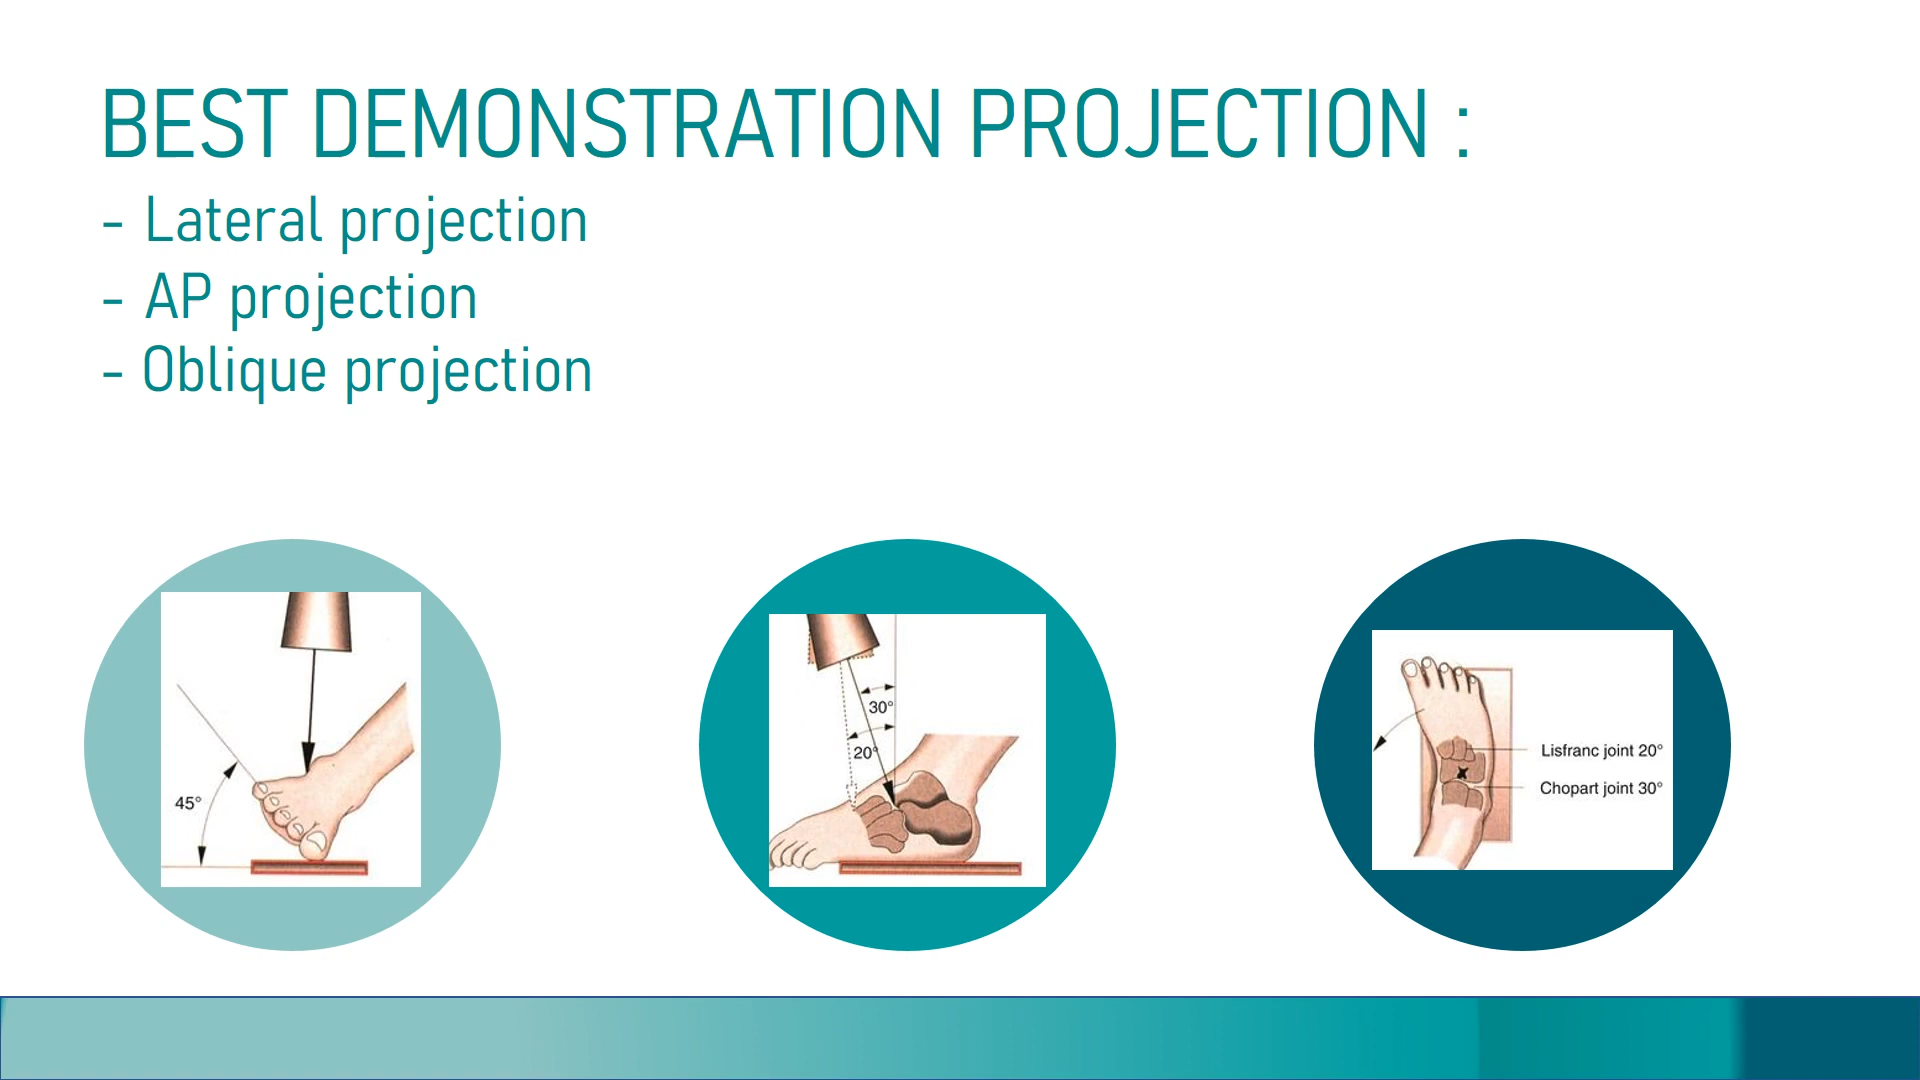 BEST DEMONSTRATION PROJECTION :
- Lateral projection
- AP projection
- Oblique projection
45°
30°
20°
Lisfranc joint 20°
Chopart joint 30°